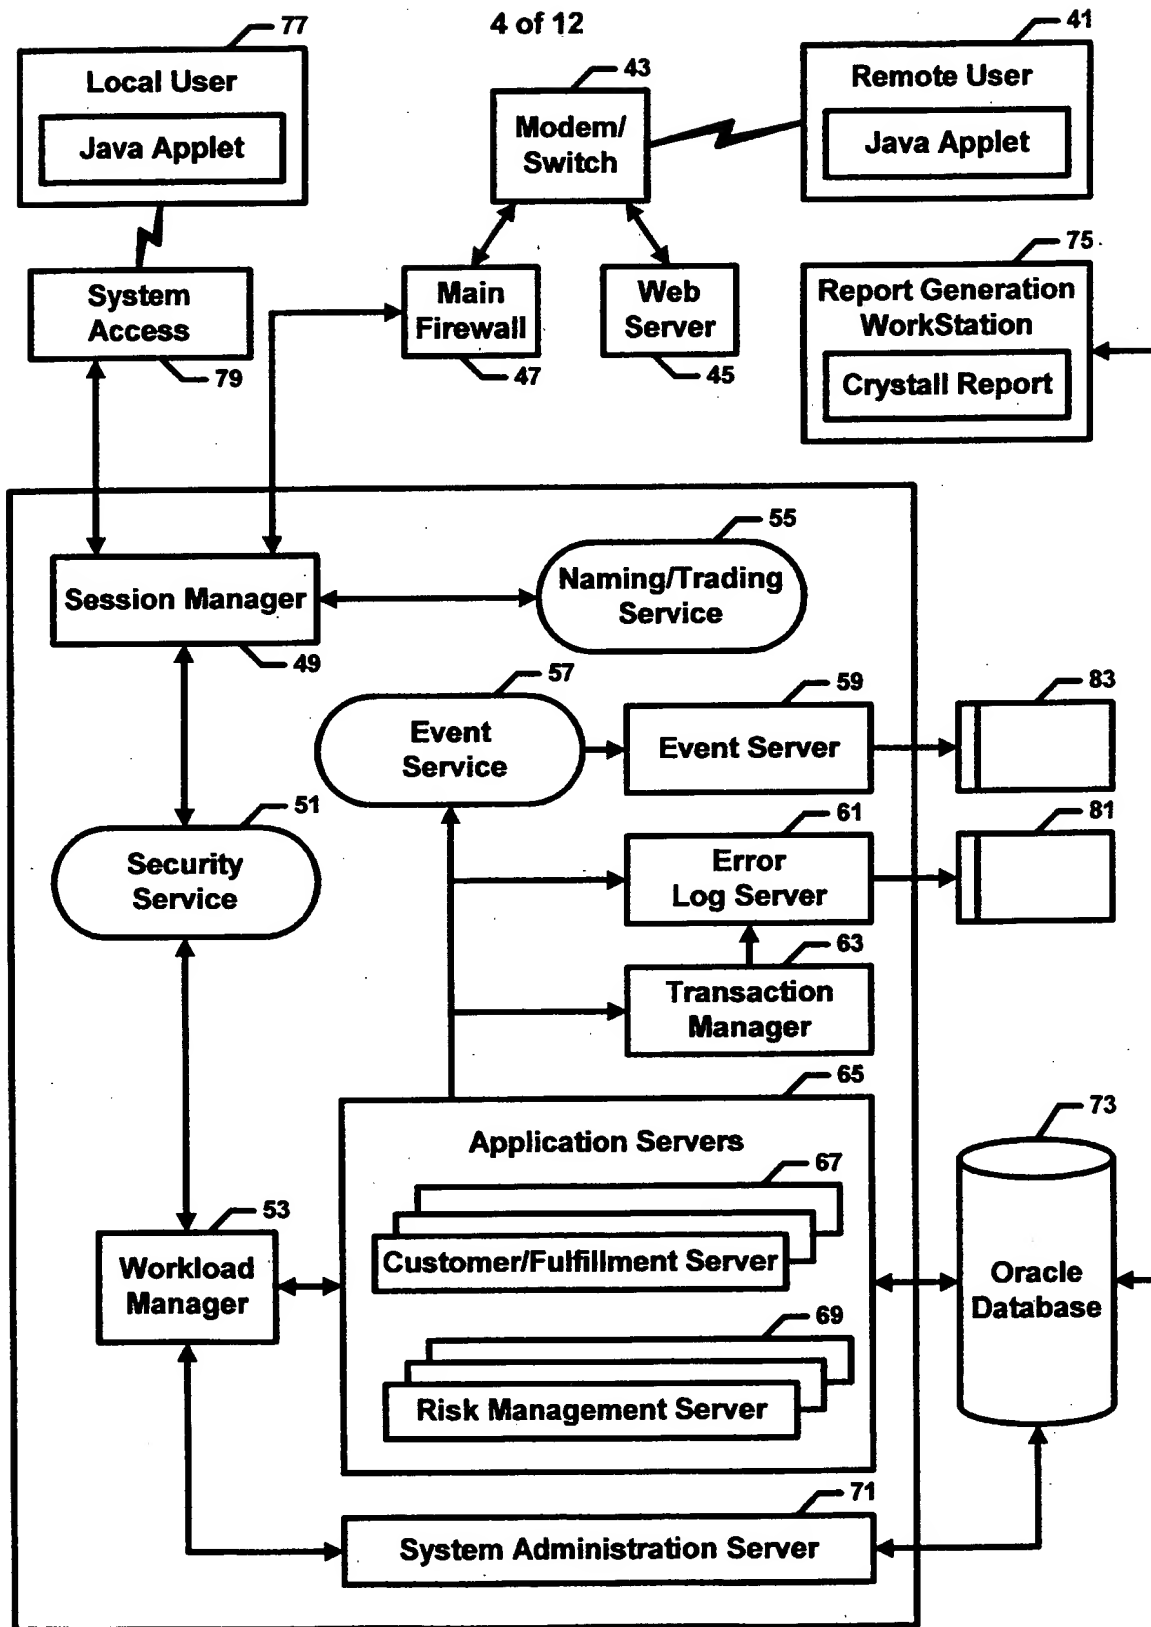 4 of 12
77
Local User
Java Applet
43
Modem/
Switch
41
Remote User
Java Applet
System
Access
79
Main
Firewall
47
Web
Server
45
75
Report Generation
WorkStation
Crystall Report
Session Manager
49
55
Naming/Trading
Service
57
Event
Service
59
Event Server
83
51
Security
Service
61
Error
Log Server
81
63
Transaction
Manager
53
Workload
Manager
65
Application Servers
67
Customer/Fulfillment Server
69
Risk Management Server
73
Oracle
Database
71
System Administration Server